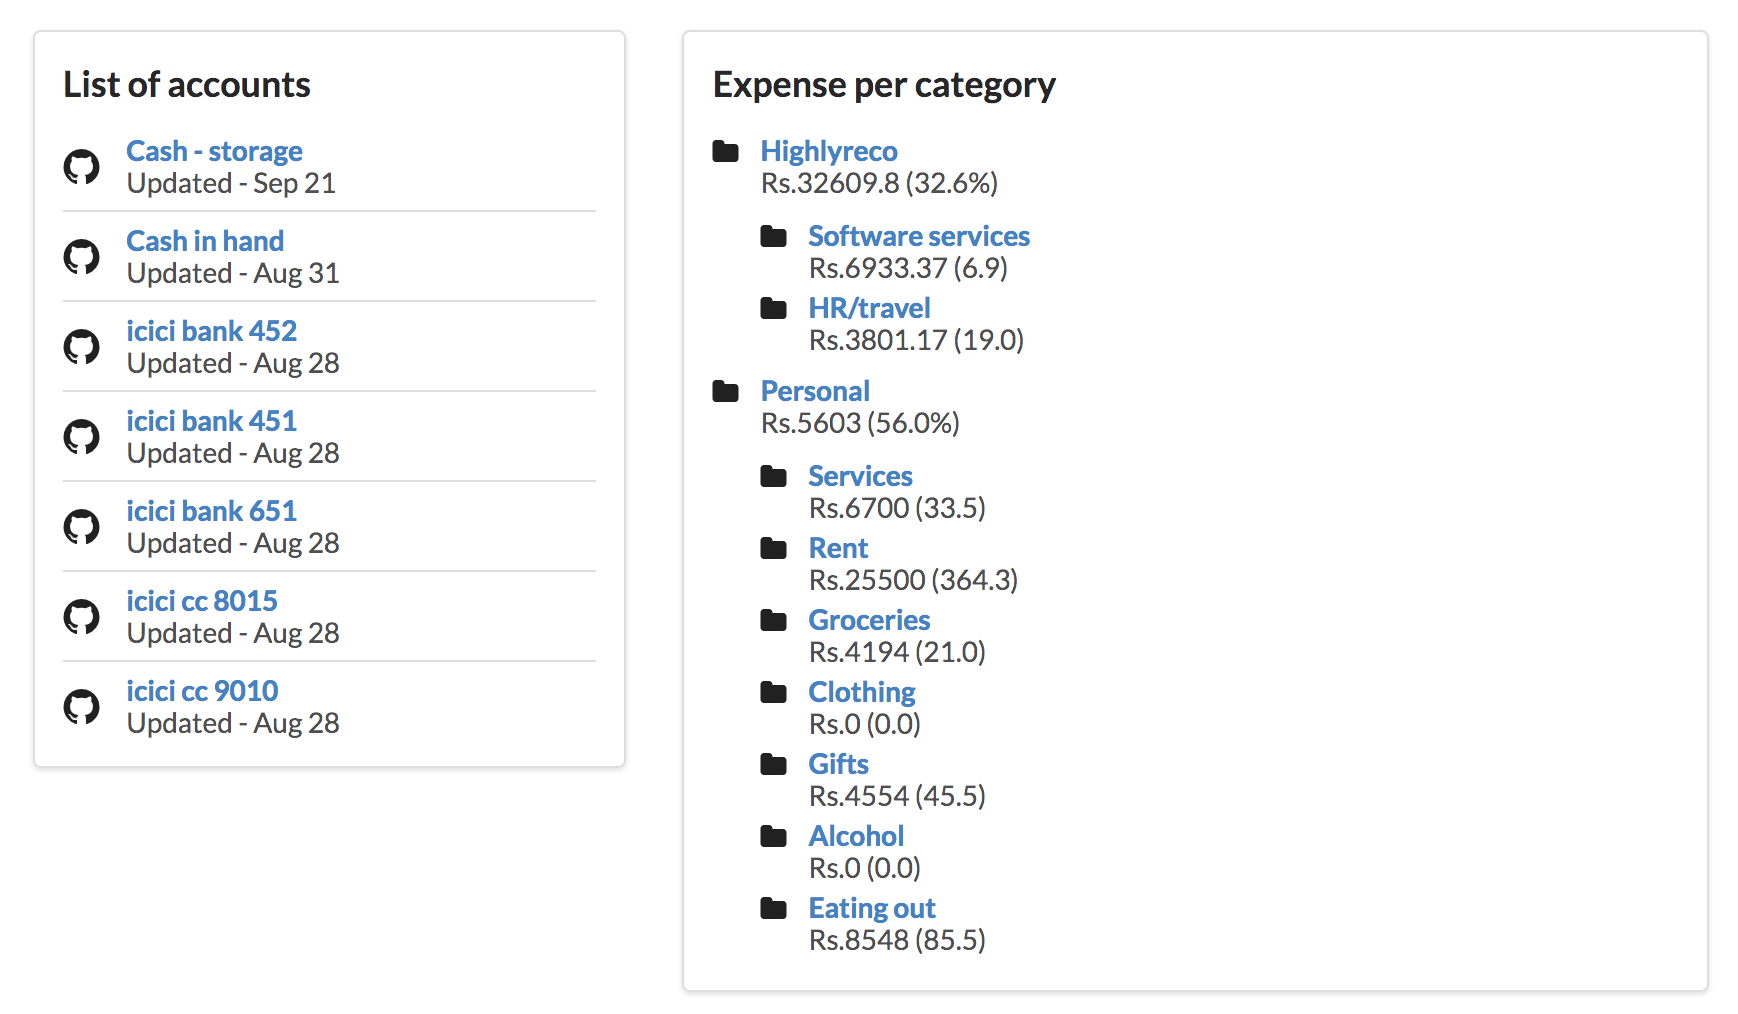 List of accounts
Cash - storage
Updated - Sep 21
Cash in hand
Updated - Aug 31
icici bank 452
Updated - Aug 28
icici bank 451
Updated - Aug 28
icici bank 651
Updated - Aug 28
icici cc 8015
Updated - Aug 28
icici cc 9010
Updated - Aug 28
Expense per category
Highlyreco
Rs.32609.8 (32.6%)
Software services
Rs.6933.37 (6.9)
HR/travel
Rs.3801.17 (19.0)
Personal
Rs.5603 (56.0%)
Services
Rs.6700 (33.5)
Rent
Rs.25500 (364.3)
Groceries
Rs.4194 (21.0)
Clothing
Rs.0 (0.0)
Gifts
Rs.4554 (45.5)
Alcohol
Rs.0 (0.0)
Eating out
Rs.8548 (85.5)